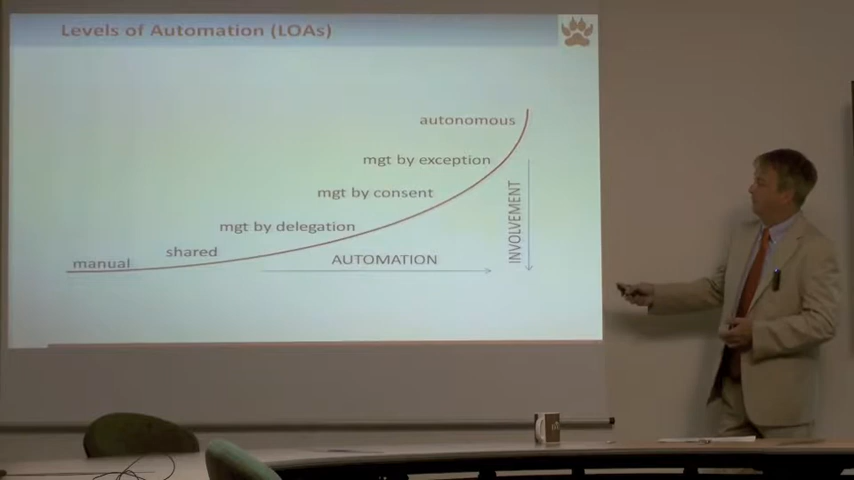 Levels of Automation (LOAs)
autonomous
mgt by exception
mgt by consent
mgt by delegation
shared
manual
AUTOMATION
INVOLVEMENT